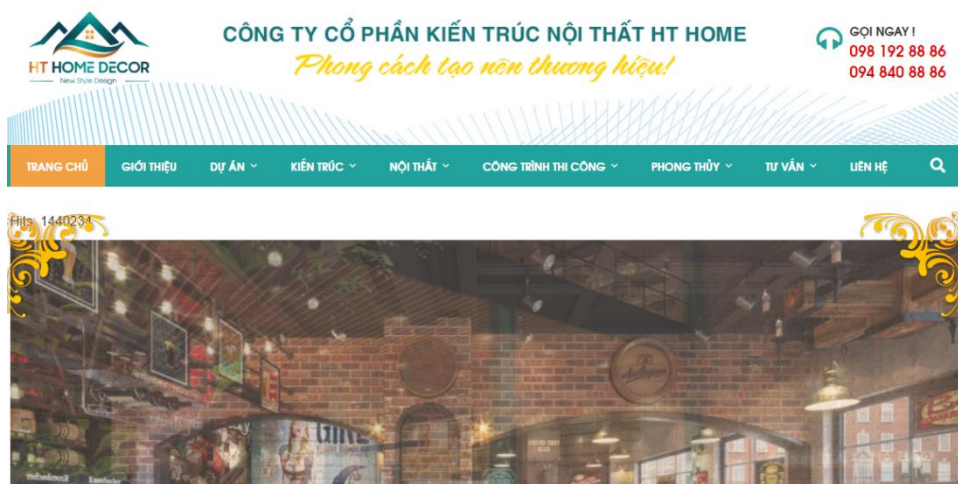 HT HOME DECOR
New Style Design
CÔNG TY CỔ PHẦN KIẾN TRÚC NỘI THẤT HT HOME
Phong cách tạo nên thương hiệu!
GỌI NGAY !
098 192 88 86
094 840 88 86
TRANG CHỦ GIỚI THIỆU DỰ ÁN KIẾN TRÚC NỘI THẤT CÔNG TRÌNH THI CÔNG PHONG THỦY TƯ VẤN LIÊN HỆ
Hits: 1440234